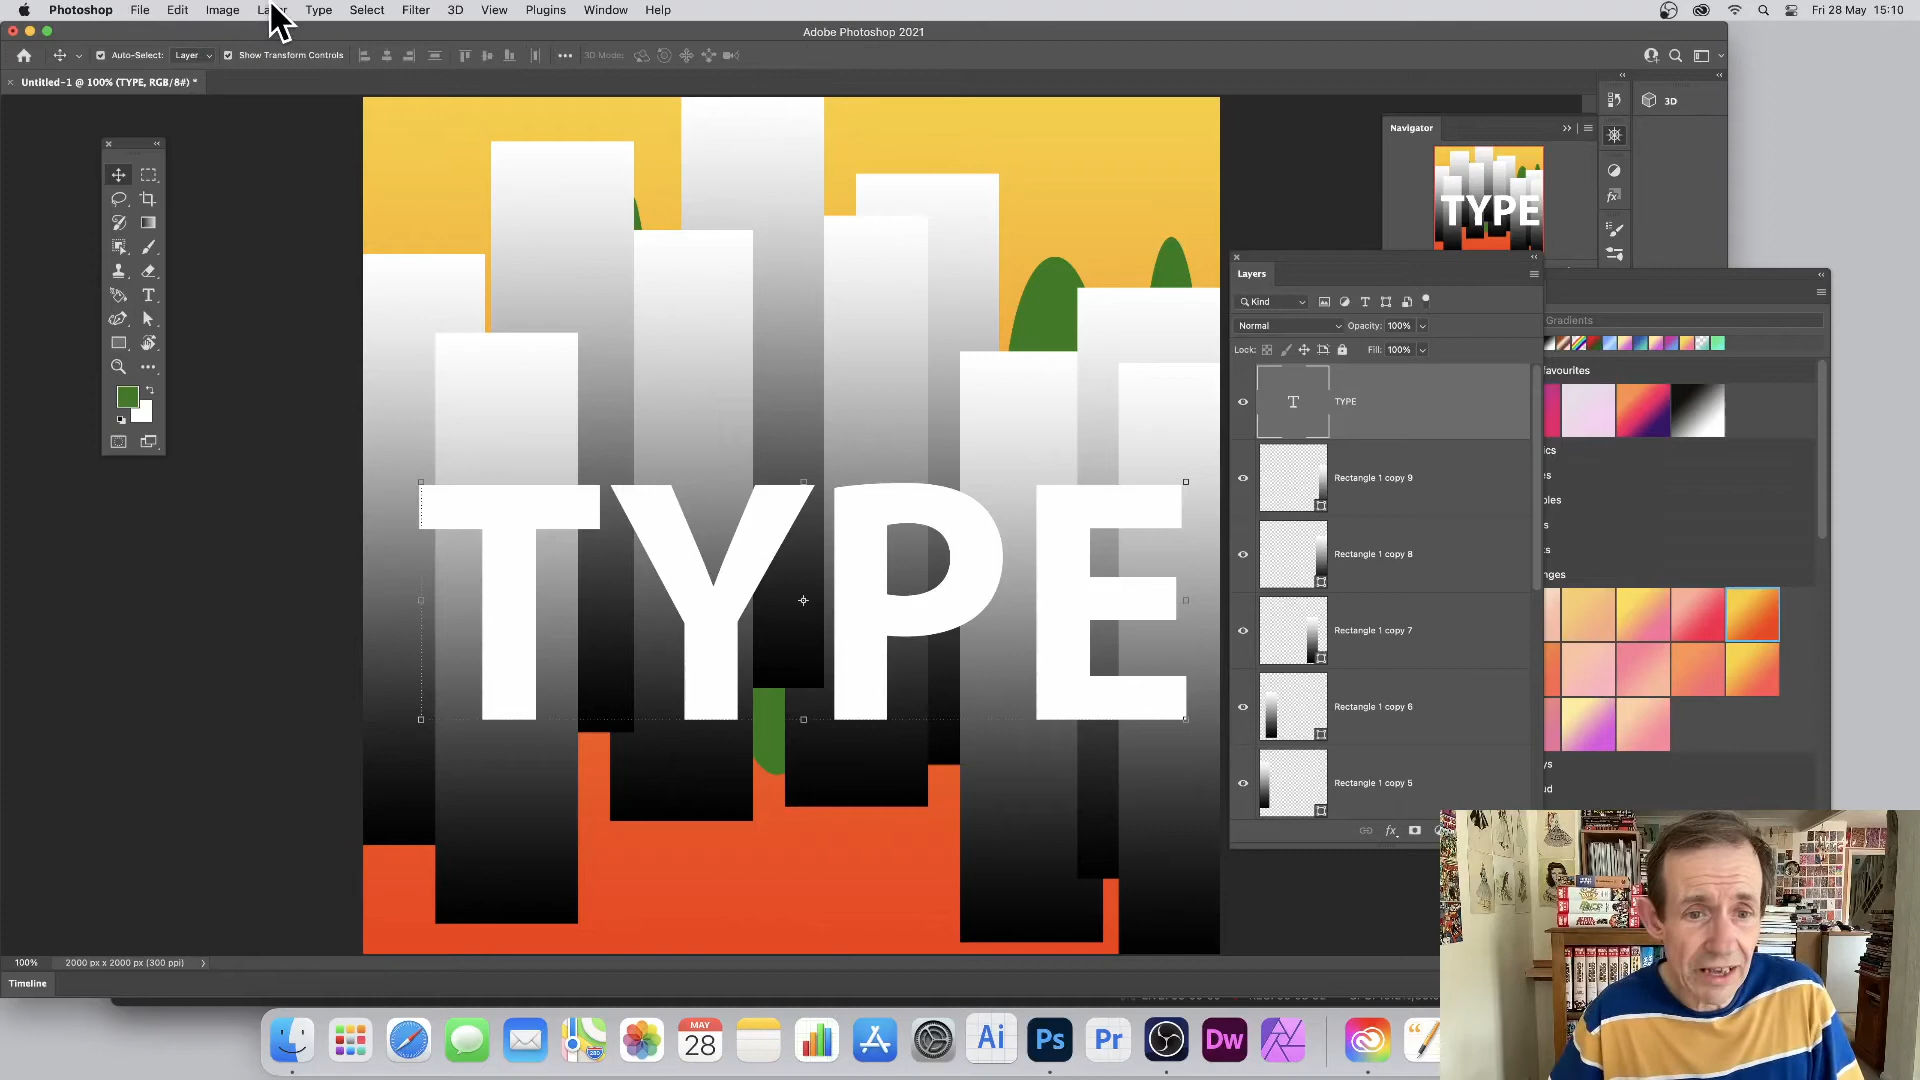 Photoshop File Edit Image Type Select Filter 3D View Plugins Window Help Fri 28 May 15:10
Adobe Photoshop 2021
Auto-Select: Layer Show Transform Controls 3D Mode:
Untitled-1 @ 100% (TYPE, RGB/8#) *
3D
Navigator
TYPE
Layers
Kind
Normal Opacity: 100%
Lock: Fill: 100%
Gradients
favourites
T TYPE
Rectangle 1 copy 9
Rectangle 1 copy 8
Rectangle 1 copy 7
Rectangle 1 copy 6
Rectangle 1 copy 5
TYPE
fx
100% 2000 px x 2000 px (300 ppi)
Timeline
MAY
28
Ai Ps Pr Dw